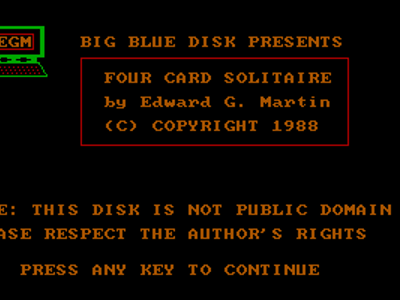 EGM
BIG BLUE DISK PRESENTS
FOUR CARD SOLITAIRE
by Edward G. Martin
(C) COPYRIGHT 1988
E: THIS DISK IS NOT PUBLIC DOMAIN
ASE RESPECT THE AUTHOR'S RIGHTS
PRESS ANY KEY TO CONTINUE